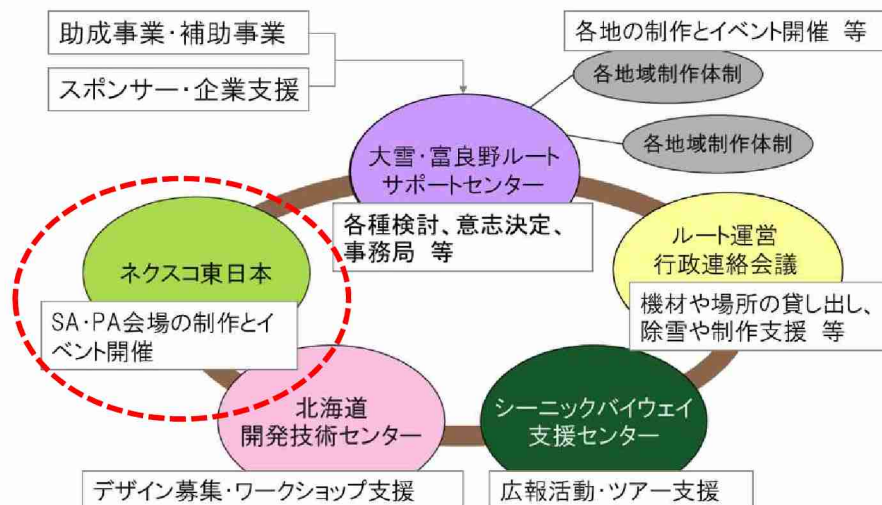 助成事業・補助事業
スポンサー・企業支援
各地の制作とイベント開催 等
各地域制作体制
各地域制作体制
大雪・富良野ルート
サポートセンター
各種検討、意志決定、
事務局 等
ネクスコ東日本
SA・PA会場の制作とイ
ベント開催
ルート運営
行政連絡会議
機材や場所の貸し出し、
除雪や制作支援 等
北海道
開発技術センター
デザイン募集・ワークショップ支援
シーニックバイウェイ
支援センター
広報活動・ツアー支援